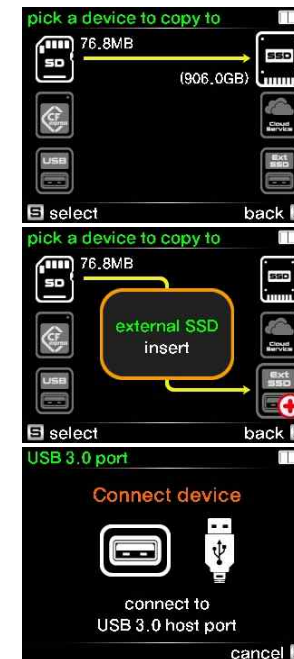 pick a device to copy to
76.8MB
SD
SSD
(906.0GB)
CF express
Cloud Service
USB
Ext SSD
S select
back
pick a device to copy to
76.8MB
SD
SSD
external SSD
insert
CF express
Cloud Service
USB
Ext SSD
S select
back
USB 3.0 port
Connect device
connect to
USB 3.0 host port
cancel